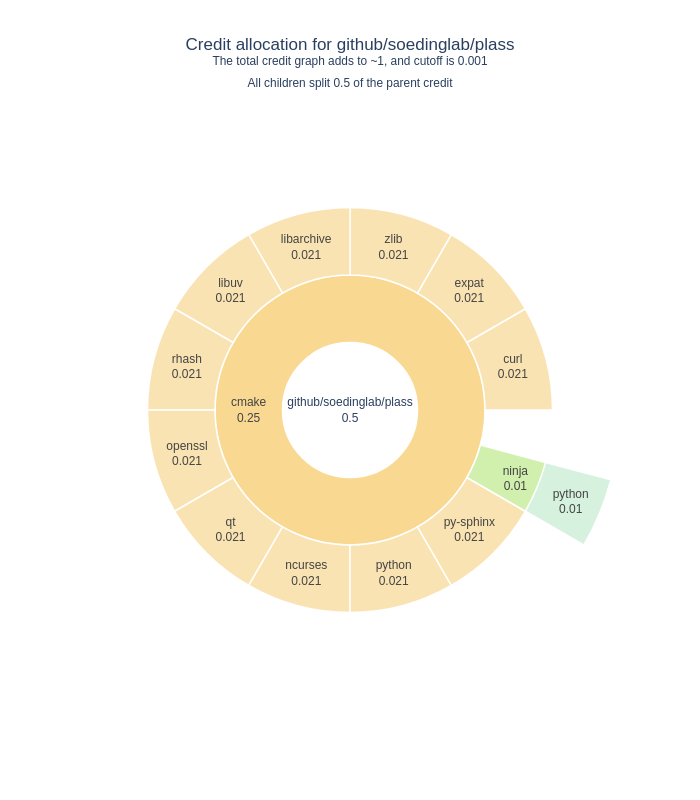 Credit allocation for github/soedinglab/plass
The total credit graph adds to ~1, and cutoff is 0.001
All children split 0.5 of the parent credit
libarchive
0.021
zlib
0.021
libuv
0.021
expat
0.021
rhash
0.021
curl
0.021
cmake
0.25
github/soedinglab/plass
0.5
openssl
0.021
ninja
0.01
python
0.01
qt
0.021
py-sphinx
0.021
ncurses
0.021
python
0.021